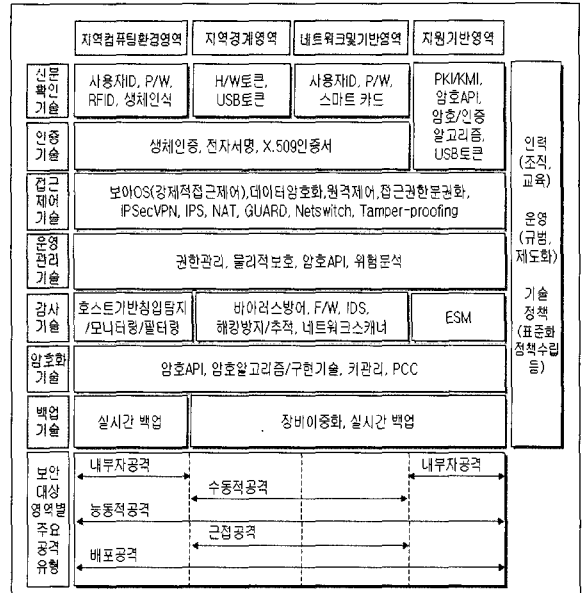 지역컴퓨팅환경영역
지역경계영역
네트워크및기반영역
지원기반영역
신분
확인
기술
사용자ID, P/W,
RFID, 생체인식
H/W토큰,
USB토큰
사용자ID, P/W,
스마트 카드
PKI/KMI,
암호API,
암호/인증
알고리즘,
USB토큰
인증
기술
생체인증, 전자서명, X.509인증서
접근
제어
기술
보아OS(강제적접근제어),데이터암호화,원격제어,접근권한분권화,
IPSecVPN, IPS, NAT, GUARD, Netswitch, Tamper-proofing
운영
관리
기술
권한관리, 물리적보호, 암호API, 위험분석
감사
기술
호스트기반침입탐지
/모니터링/필터링
바이러스방어, F/W, IDS,
해킹방지/추적, 네트워크스캐너
ESM
암호화
기술
암호API, 암호알고리즘/구현기술, 키관리, PCC
백업
기술
실시간 백업
장비이중화, 실시간 백업
인력
(조직,
교육)
운영
(규범,
제도화)
기술
정책
(표준화
정책수립
등)
보안
대상
영역별
주요
공격
유형
내부자공격
내부자공격
수동적공격
능동적공격
근접공격
배포공격